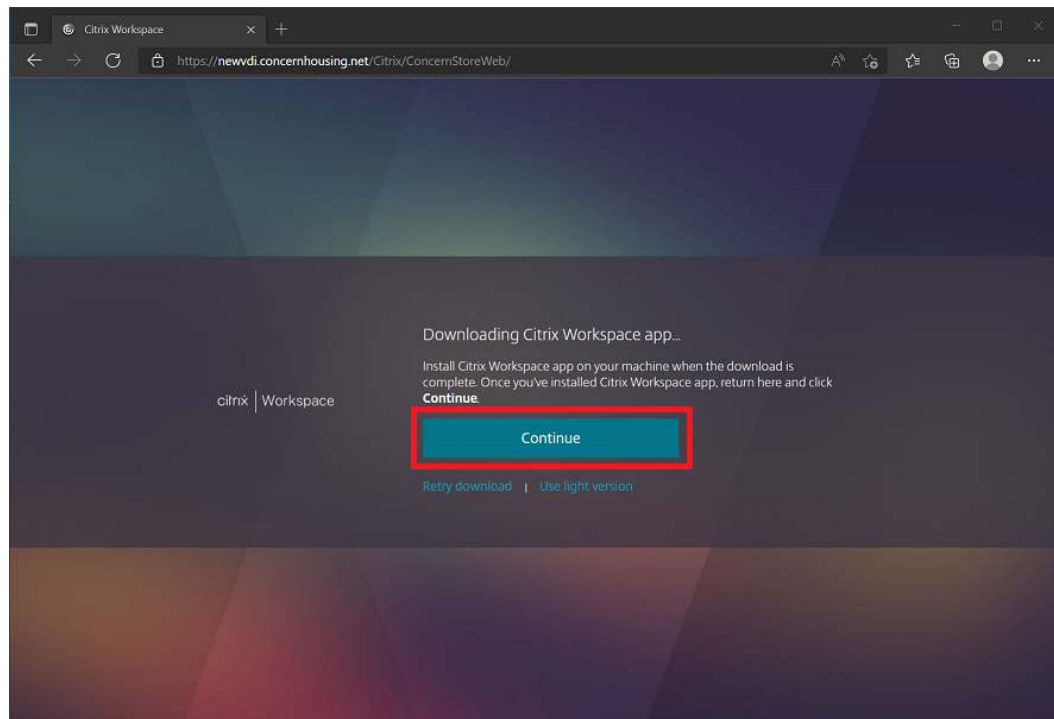 Citrix Workspace
https://newvdi.concernhousing.net/Citrix/ConcernStoreWeb/
Downloading Citrix Workspace app...
Install Citrix Workspace app on your machine when the download is
complete. Once you've installed Citrix Workspace app, return here and click
Continue.
citrix | Workspace
Continue
Retry download | Use light version